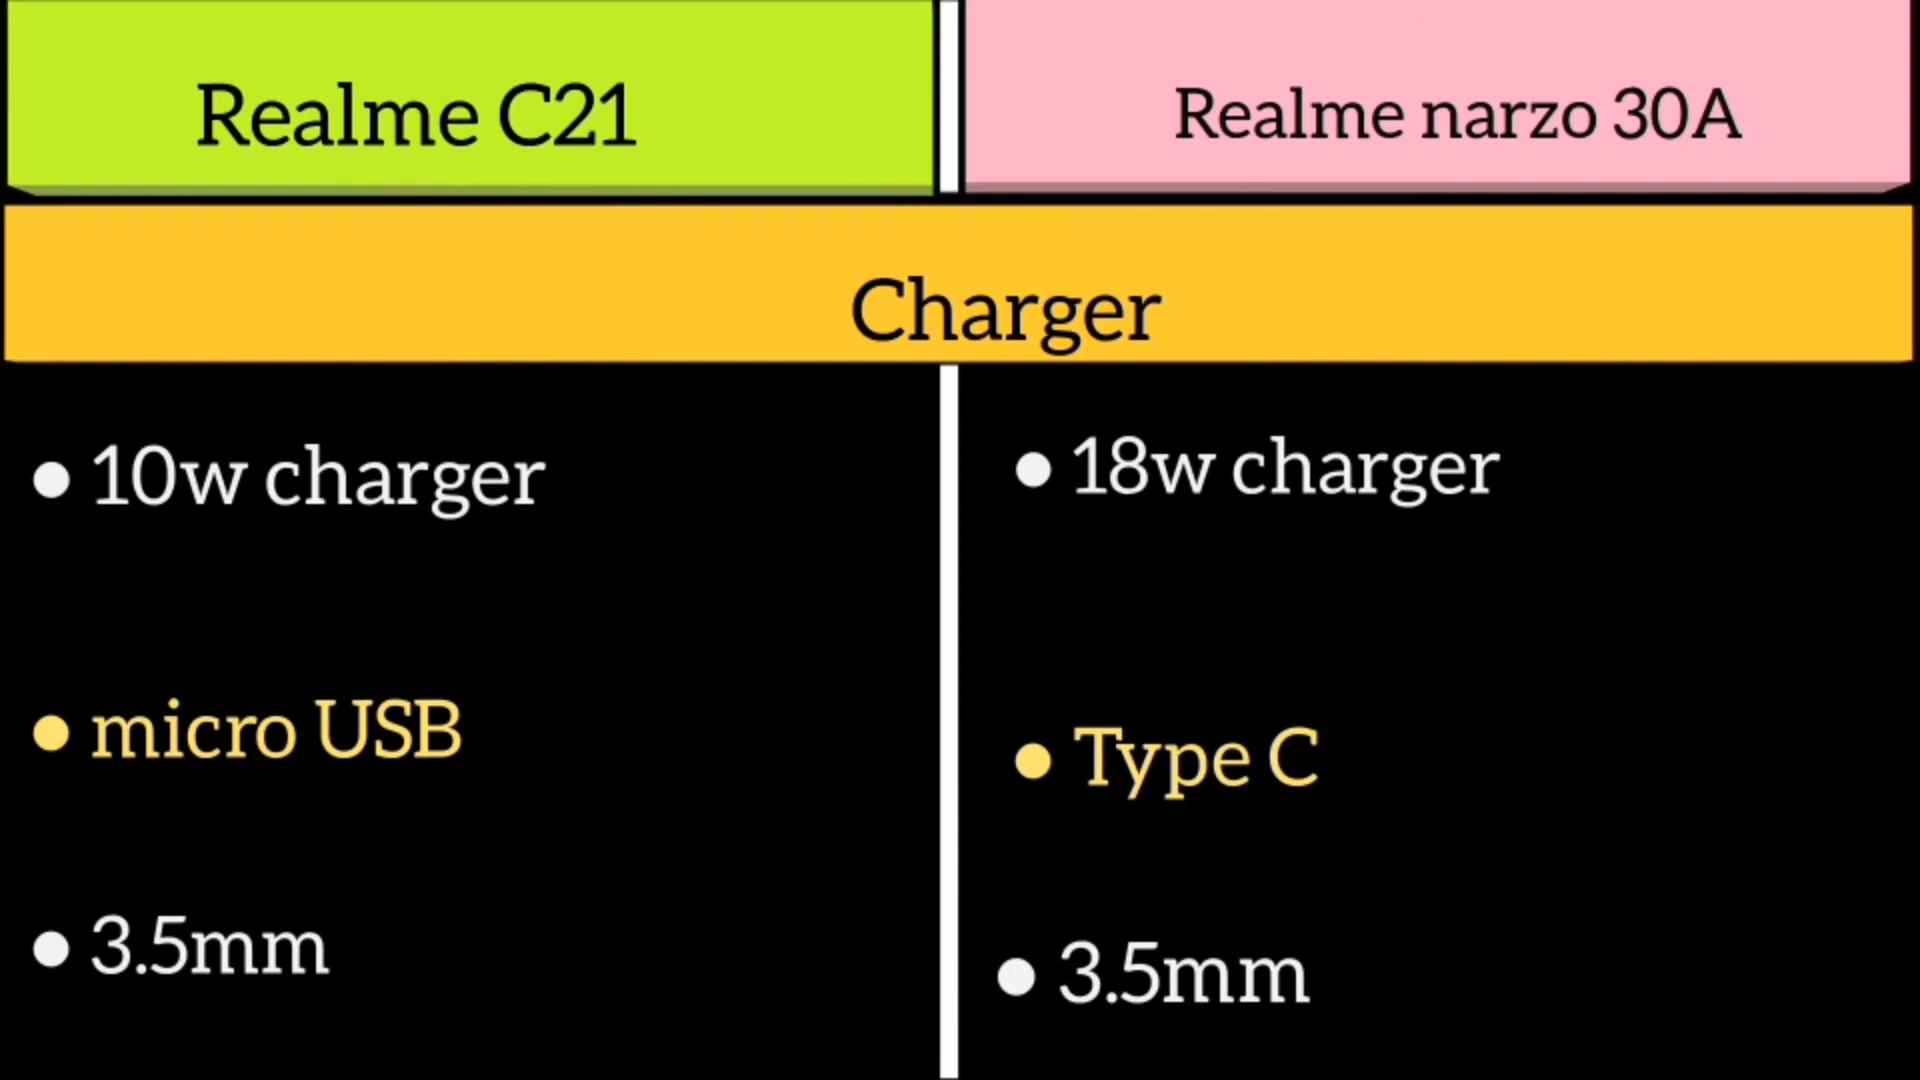 Realme C21
Realme narzo 30A
Charger
10w charger
18w charger
micro USB
Type C
3.5mm
3.5mm